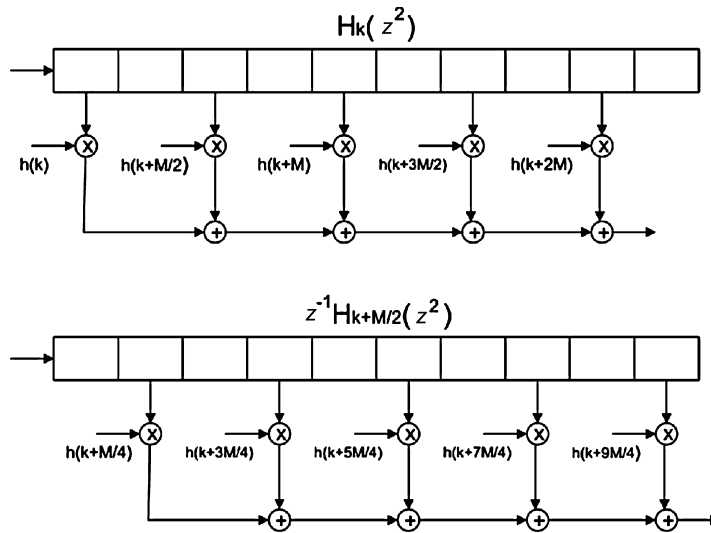 Hk(z²)
x x x x x
h(k) h(k+M/2) h(k+M) h(k+3M/2) h(k+2M)
+ + + +
z⁻¹Hk+M/2(z²)
x x x x x
h(k+M/4) h(k+3M/4) h(k+5M/4) h(k+7M/4) h(k+9M/4)
+ + + +